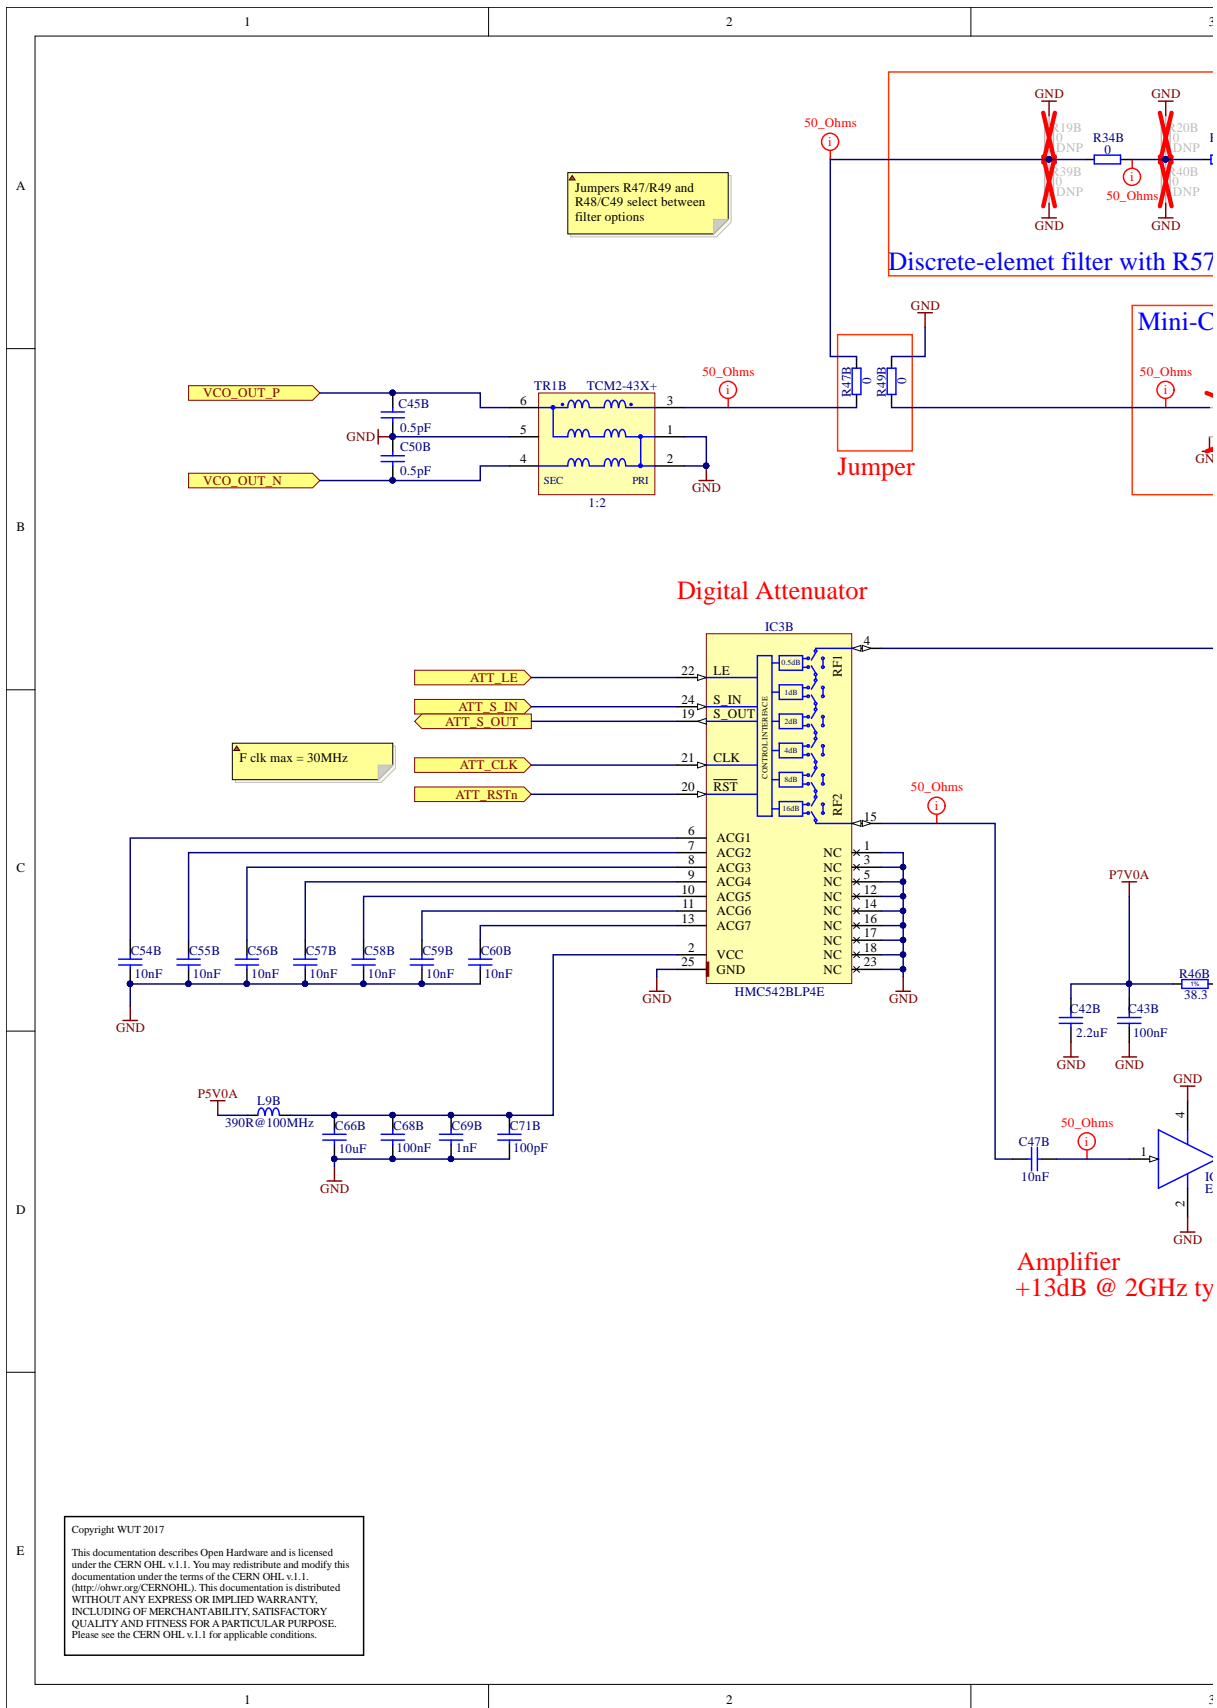 1
2
3
A
B
C
D
E
GND
GND
50_Ohms
R19B
0
DNP
R34B
0
R20B
0
DNP
R39B
0
DNP
50_Ohms
R40B
0
DNP
GND
GND
Discrete-elemet filter with R57
Jumpers R47/R49 and
R48/C49 select between
filter options
GND
Mini-C
R47B
0
R49B
0
50_Ohms
Jumper
VCO_OUT_P
VCO_OUT_N
C45B
0.5pF
GND
C50B
0.5pF
TR1B
TCM2-43X+
6
5
4
3
1
2
SEC
PRI
1:2
50_Ohms
GND
Digital Attenuator
IC3B
ATT_LE
22
LE
ATT_S_IN
24
S_IN
ATT_S_OUT
19
S_OUT
ATT_CLK
21
CLK
ATT_RSTn
20
RST
CONTROL INTERFACE
0.5dB
1dB
2dB
4dB
8dB
16dB
RF1
4
RF2
15
50_Ohms
F clk max = 30MHz
6
ACG1
7
ACG2
8
ACG3
9
ACG4
10
ACG5
11
ACG6
13
ACG7
2
VCC
25
GND
NC
1
NC
3
NC
5
NC
12
NC
14
NC
16
NC
17
NC
18
NC
23
HMC542BLP4E
GND
GND
C54B
10nF
C55B
10nF
C56B
10nF
C57B
10nF
C58B
10nF
C59B
10nF
C60B
10nF
GND
P5V0A
L9B
390R@100MHz
C66B
10uF
C68B
100nF
C69B
1nF
C71B
100pF
GND
P7V0A
R46B
1%
38.3
C42B
2.2uF
C43B
100nF
GND
GND
GND
4
50_Ohms
C47B
10nF
1
2
GND
Amplifier
+13dB @ 2GHz ty
Copyright WUT 2017
This documentation describes Open Hardware and is licensed
under the CERN OHL v.1.1. You may redistribute and modify this
documentation under the terms of the CERN OHL v.1.1.
(http://ohwr.org/CERNOHL). This documentation is distributed
WITHOUT ANY EXPRESS OR IMPLIED WARRANTY,
INCLUDING OF MERCHANTABILITY, SATISFACTORY
QUALITY AND FITNESS FOR A PARTICULAR PURPOSE.
Please see the CERN OHL v.1.1 for applicable conditions.
1
2
3